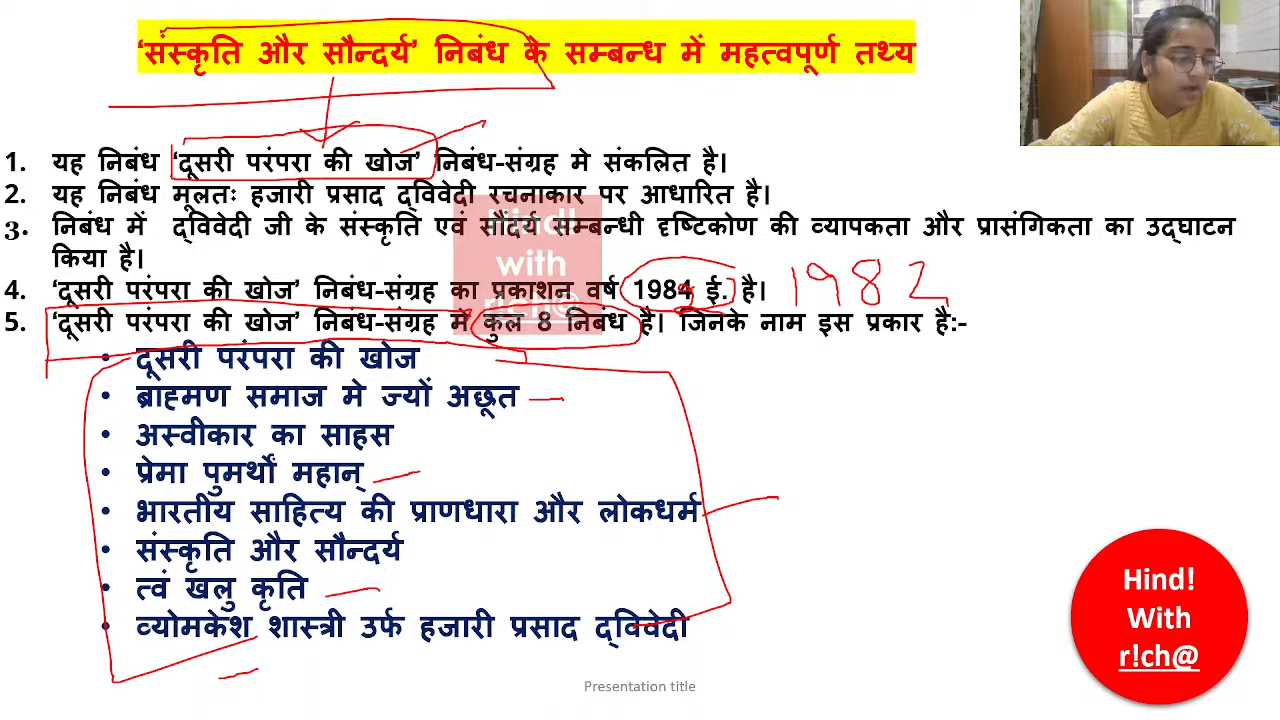 ‘संस्कृति और सौन्दर्य’ निबंध के सम्बन्ध में महत्वपूर्ण तथ्य
1. यह निबंध ‘दूसरी परंपरा की खोज’ निबंध-संग्रह मे संकलित है।
2. यह निबंध मूलतः हजारी प्रसाद द्विवेदी रचनाकार पर आधारित है।
3. निबंध में द्विवेदी जी के संस्कृति एवं सौंदर्य सम्बन्धी दृष्टिकोण की व्यापकता और प्रासंगिकता का उद्घाटन
किया है।
4. ‘दूसरी परंपरा की खोज’ निबंध-संग्रह का प्रकाशन वर्ष 1984 ई. है। 1982
5. ‘दूसरी परंपरा की खोज’ निबंध-संग्रह में कुल 8 निबंध है। जिनके नाम इस प्रकार है:-
• दूसरी परंपरा की खोज
• ब्राह्मण समाज मे ज्यों अछूत
• अस्वीकार का साहस
• प्रेमा पुमर्थों महान्
• भारतीय साहित्य की प्राणधारा और लोकधर्म
• संस्कृति और सौन्दर्य
• त्वं खलु कृति
• व्योमकेश शास्त्री उर्फ हजारी प्रसाद द्विवेदी
Hind!
with
r!ch@
Hind!
With
r!ch@
Presentation title